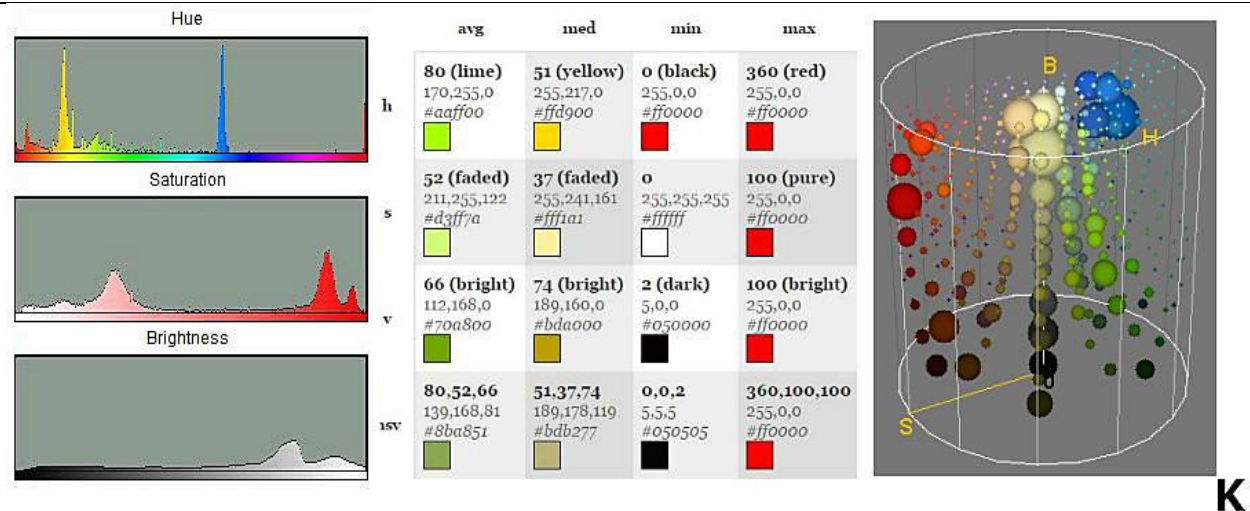 Hue
Saturation
Brightness
avg med min max
h
80 (lime) 51 (yellow) 0 (black) 360 (red)
170,255,0 255,217,0 255,0,0 255,0,0
#aaff00 #ffd900 #ff0000 #ff0000
s
52 (faded) 37 (faded) 0 100 (pure)
211,255,122 255,241,161 255,255,255 255,0,0
#d3ff7a #fff1a1 #ffffff #ff0000
v
66 (bright) 74 (bright) 2 (dark) 100 (bright)
112,168,0 189,160,0 5,0,0 255,0,0
#70a800 #bda000 #050000 #ff0000
hsv
80,52,66 51,37,74 0,0,2 360,100,100
139,168,81 189,178,119 5,5,5 255,0,0
#8ba851 #bdb277 #050505 #ff0000
B
H
0
S
K